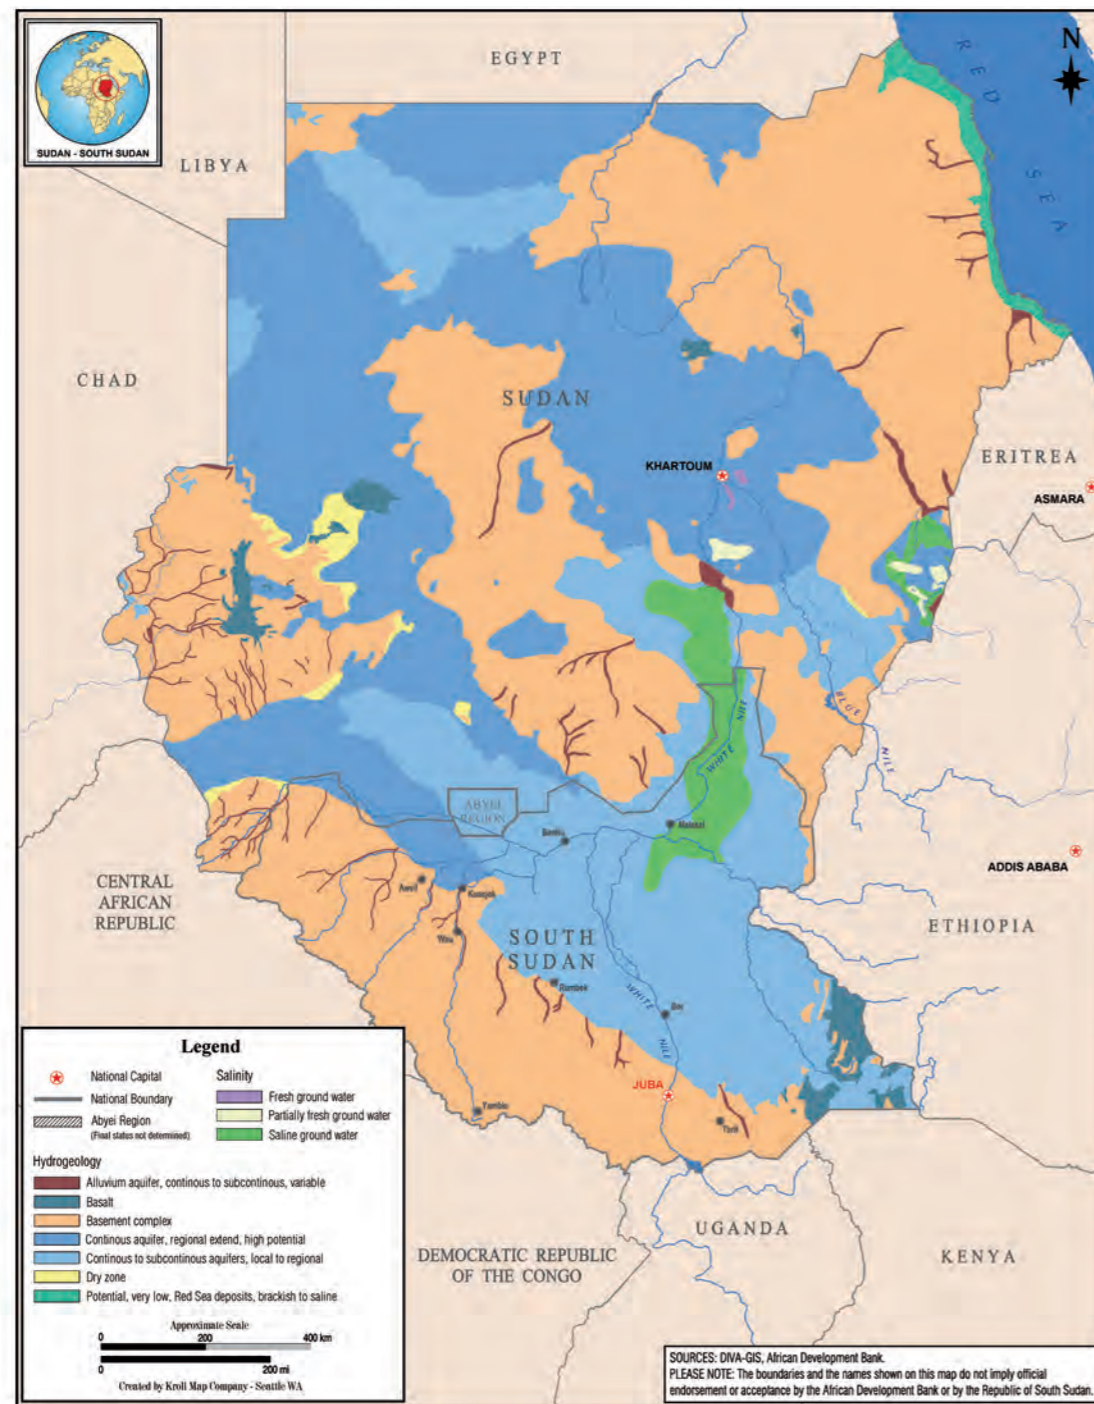 EGYPT
N
RED SEA
SUDAN - SOUTH SUDAN
LIBYA
CHAD
SUDAN
KHARTOUM
ERITREA
ASMARA
BLUE
NILE
WHITE
NILE
ABYEI
REGION
Malakal
ADDIS ABABA
CENTRAL
AFRICAN
REPUBLIC
Aweil
Kuajok
Wau
SOUTH
SUDAN
ETHIOPIA
Rumbek
WHITE
NILE
Bor
JUBA
Yambio
Torit
UGANDA
KENYA
DEMOCRATIC REPUBLIC
OF THE CONGO
Legend
National Capital
National Boundary
Abyei Region
(Final status not determined)
Salinity
Fresh ground water
Partially fresh ground water
Saline ground water
Hydrogeology
Alluvium aquifer, continous to subcontinous, variable
Basalt
Basement complex
Continous aquifer, regional extend, high potential
Continous to subcontinous aquifers, local to regional
Dry zone
Potential, very low, Red Sea deposits, brackish to saline
Approximate Scale
0 200 400 km
0 200 mi
Created by Kroll Map Company - Seattle WA
SOURCES: DIVA-GIS, African Development Bank.
PLEASE NOTE: The boundaries and the names shown on this map do not imply official
endorsement or acceptance by the African Development Bank or by the Republic of South Sudan.